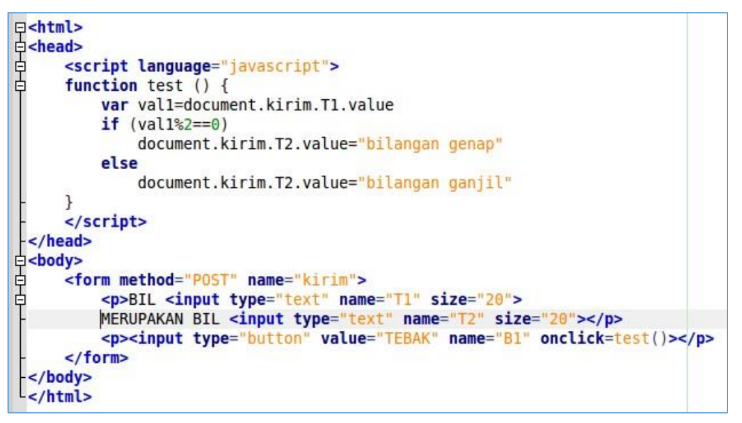 <html>
<head>
    <script language="javascript">
    function test () {
        var val1=document.kirim.T1.value
        if (val1%2==0)
            document.kirim.T2.value="bilangan genap"
        else
            document.kirim.T2.value="bilangan ganjil"
    }
    </script>
</head>
<body>
    <form method="POST" name="kirim">
        <p>BIL <input type="text" name="T1" size="20">
        MERUPAKAN BIL <input type="text" name="T2" size="20"></p>
        <p><input type="button" value="TEBAK" name="B1" onclick=test()></p>
    </form>
</body>
</html>